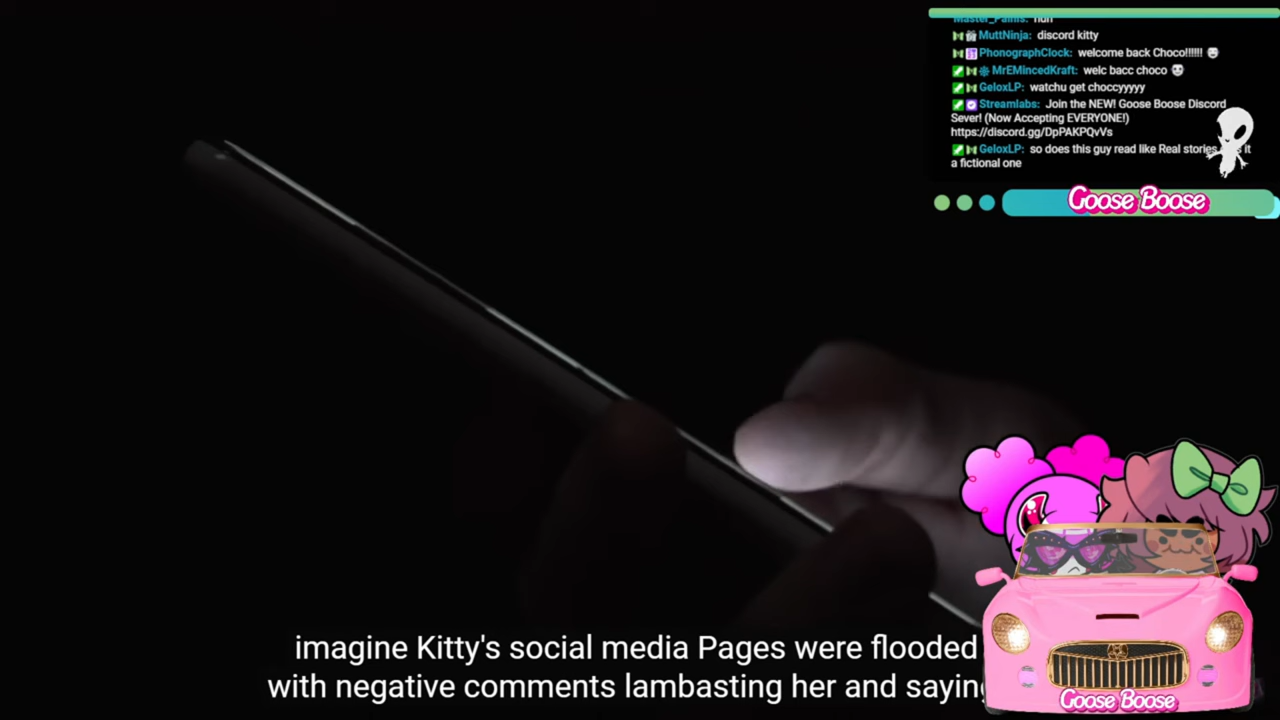 MuttNinja: discord kitty
PhonographClock: welcome back Choco!!!!!!
MrEMincedKraft: welc bacc choco
GeloxLP: watchu get choccyyyyy
Streamlabs: Join the NEW! Goose Boose Discord
Sever! (Now Accepting EVERYONE!)
https://discord.gg/DpPAKPQvVs
GeloxLP: so does this guy read like Real stories
a fictional one
Goose Boose
imagine Kitty's social media Pages were flooded
with negative comments lambasting her and saying
Goose Boose